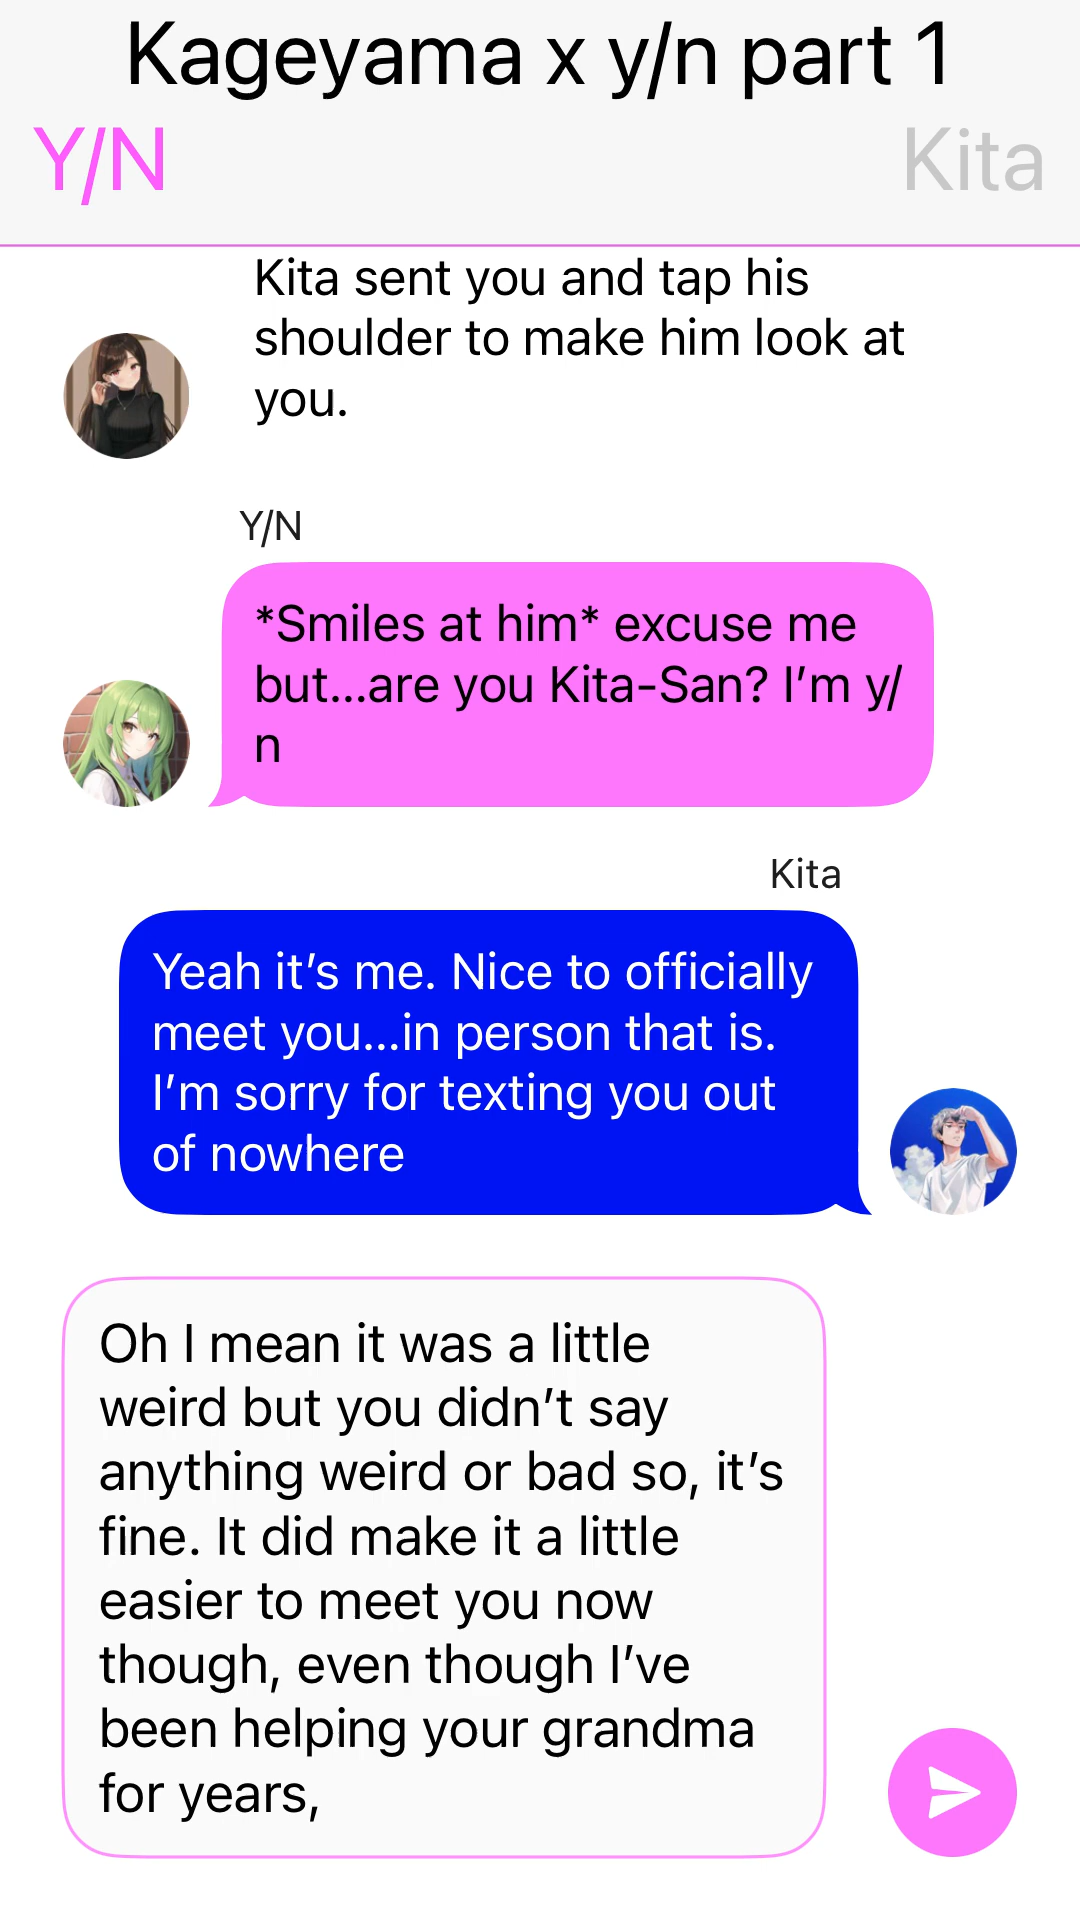 Kageyama x y/n part 1
Y/N
Kita
Kita sent you and tap his
shoulder to make him look at
you.
Y/N
*Smiles at him* excuse me
but...are you Kita-San? I’m y/
n
Kita
Yeah it’s me. Nice to officially
meet you...in person that is.
I’m sorry for texting you out
of nowhere
Oh I mean it was a little
weird but you didn’t say
anything weird or bad so, it’s
fine. It did make it a little
easier to meet you now
though, even though I’ve
been helping your grandma
for years,